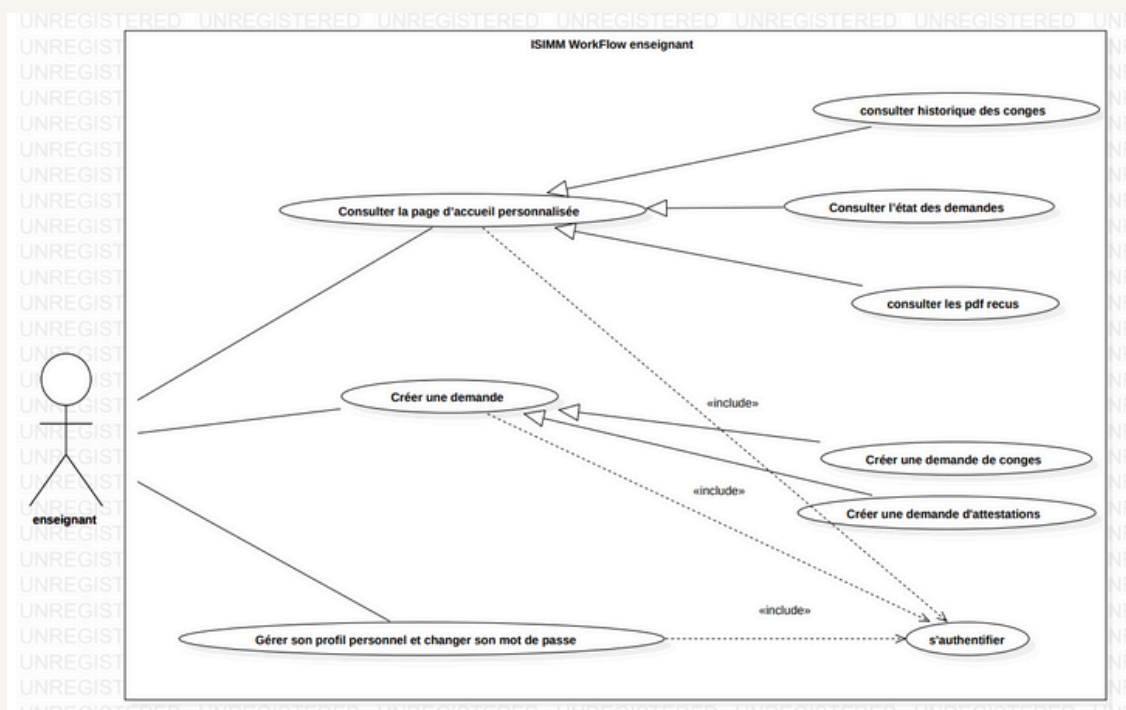 UNREGISTERED UNREGISTERED UNREGISTERED UNREGISTERED UNREGISTERED UNREGISTERED UN
ISIMM WorkFlow enseignant
consulter historique des conges
Consulter la page d'accueil personnalisée
Consulter l'état des demandes
consulter les pdf recus
Créer une demande
«include»
Créer une demande de conges
«include»
Créer une demande d'attestations
enseignant
«include»
Gérer son profil personnel et changer son mot de passe
s'authentifier